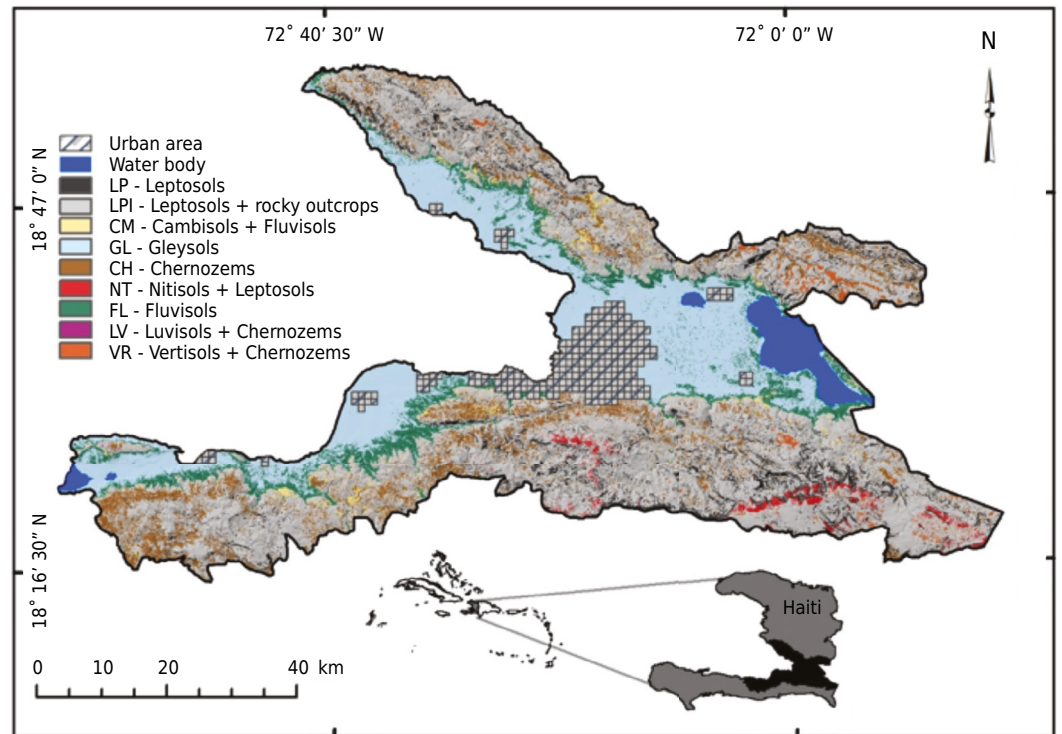 72˚ 40’ 30” W
72˚ 0’ 0” W
N
18˚ 47’ 0” N
Urban area
Water body
LP - Leptosols
LPI - Leptosols + rocky outcrops
CM - Cambisols + Fluvisols
GL - Gleysols
CH - Chernozems
NT - Nitisols + Leptosols
FL - Fluvisols
LV - Luvisols + Chernozems
VR - Vertisols + Chernozems
18˚ 16’ 30” N
Haiti
0 10 20 40 km